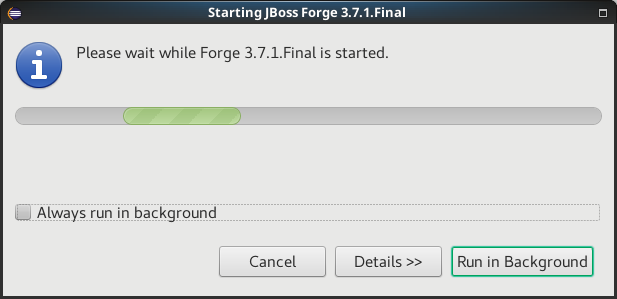 Starting JBoss Forge 3.7.1.Final
Please wait while Forge 3.7.1.Final is started.
Always run in background
Cancel
Details >>
Run in Background